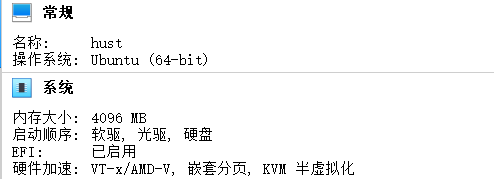 常规
名称: hust
操作系统: Ubuntu (64-bit)
系统
内存大小: 4096 MB
启动顺序: 软驱, 光驱, 硬盘
EFI: 已启用
硬件加速: VT-x/AMD-V, 嵌套分页, KVM 半虚拟化